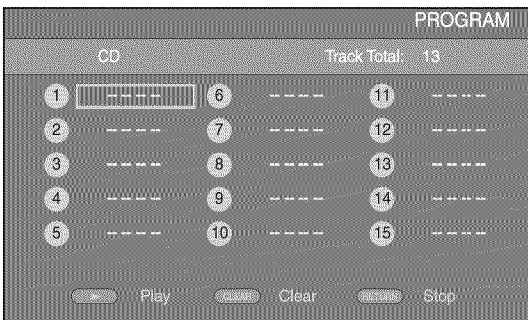 PROGRAM
CD Track Total: 13
1 ---- 6 ---- 11 ----
2 ---- 7 ---- 12 ----
3 ---- 8 ---- 13 ----
4 ---- 9 ---- 14 ----
5 ---- 10 ---- 15 ----
Play CLEAR Clear RETURN Stop